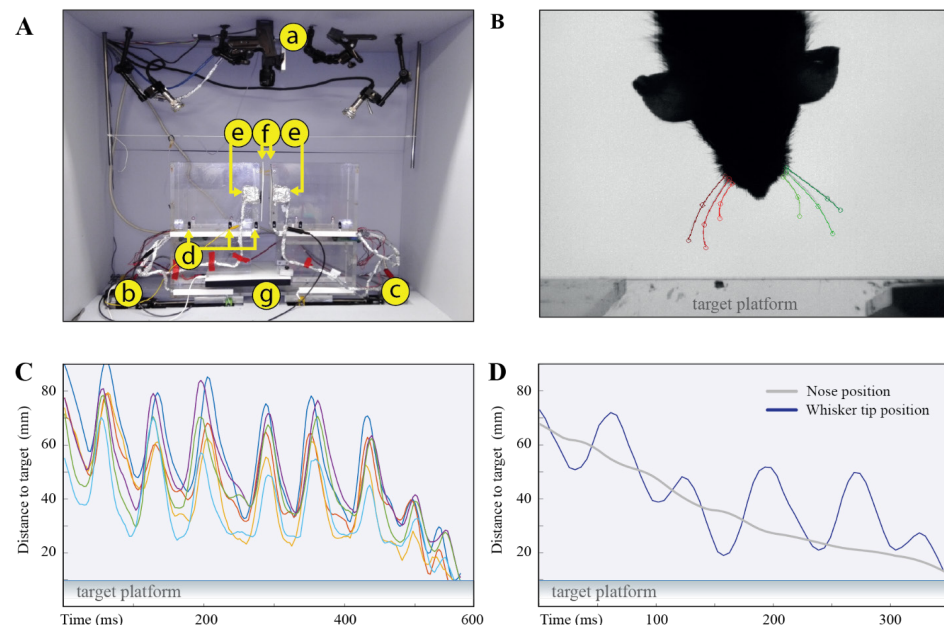 A
a
e
f
e
d
b
g
c
B
target platform
C
Distance to target (mm)
80
60
40
20
target platform
Time (ms)
200
400
600
D
Nose position
Whisker tip position
Distance to target (mm)
80
60
40
20
target platform
Time (ms)
100
200
300